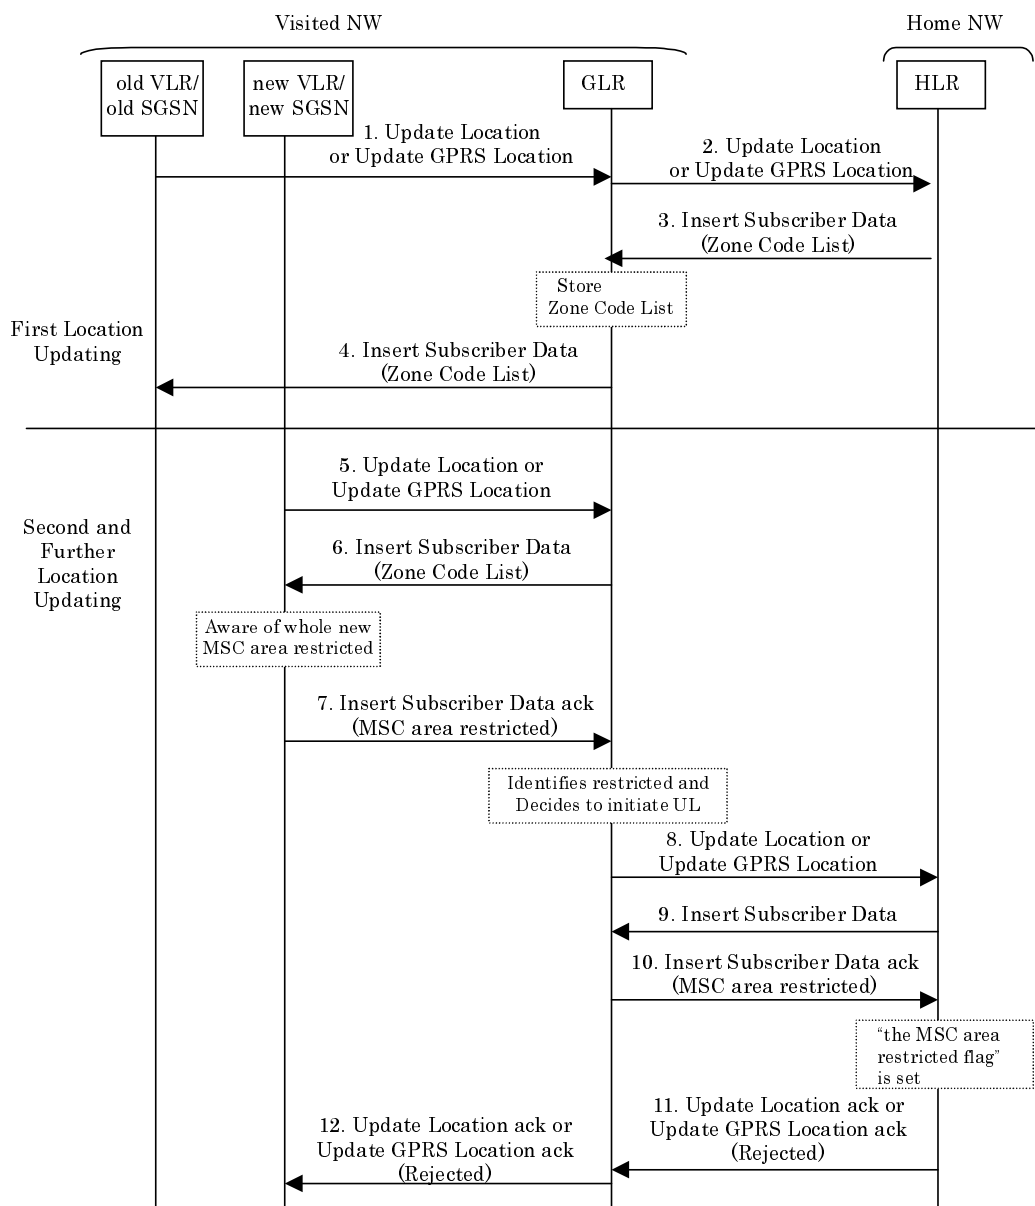 Visited NW
Home NW
old VLR/
old SGSN
new VLR/
new SGSN
GLR
HLR
1. Update Location
or Update GPRS Location
2. Update Location
or Update GPRS Location
3. Insert Subscriber Data
(Zone Code List)
Store
Zone Code List
First Location
Updating
4. Insert Subscriber Data
(Zone Code List)
5. Update Location or
Update GPRS Location
Second and
Further
Location
Updating
6. Insert Subscriber Data
(Zone Code List)
Aware of whole new
MSC area restricted
7. Insert Subscriber Data ack
(MSC area restricted)
Identifies restricted and
Decides to initiate UL
8. Update Location or
Update GPRS Location
9. Insert Subscriber Data
10. Insert Subscriber Data ack
(MSC area restricted)
“the MSC area
restricted flag”
is set
11. Update Location ack or
Update GPRS Location ack
(Rejected)
12. Update Location ack or
Update GPRS Location ack
(Rejected)